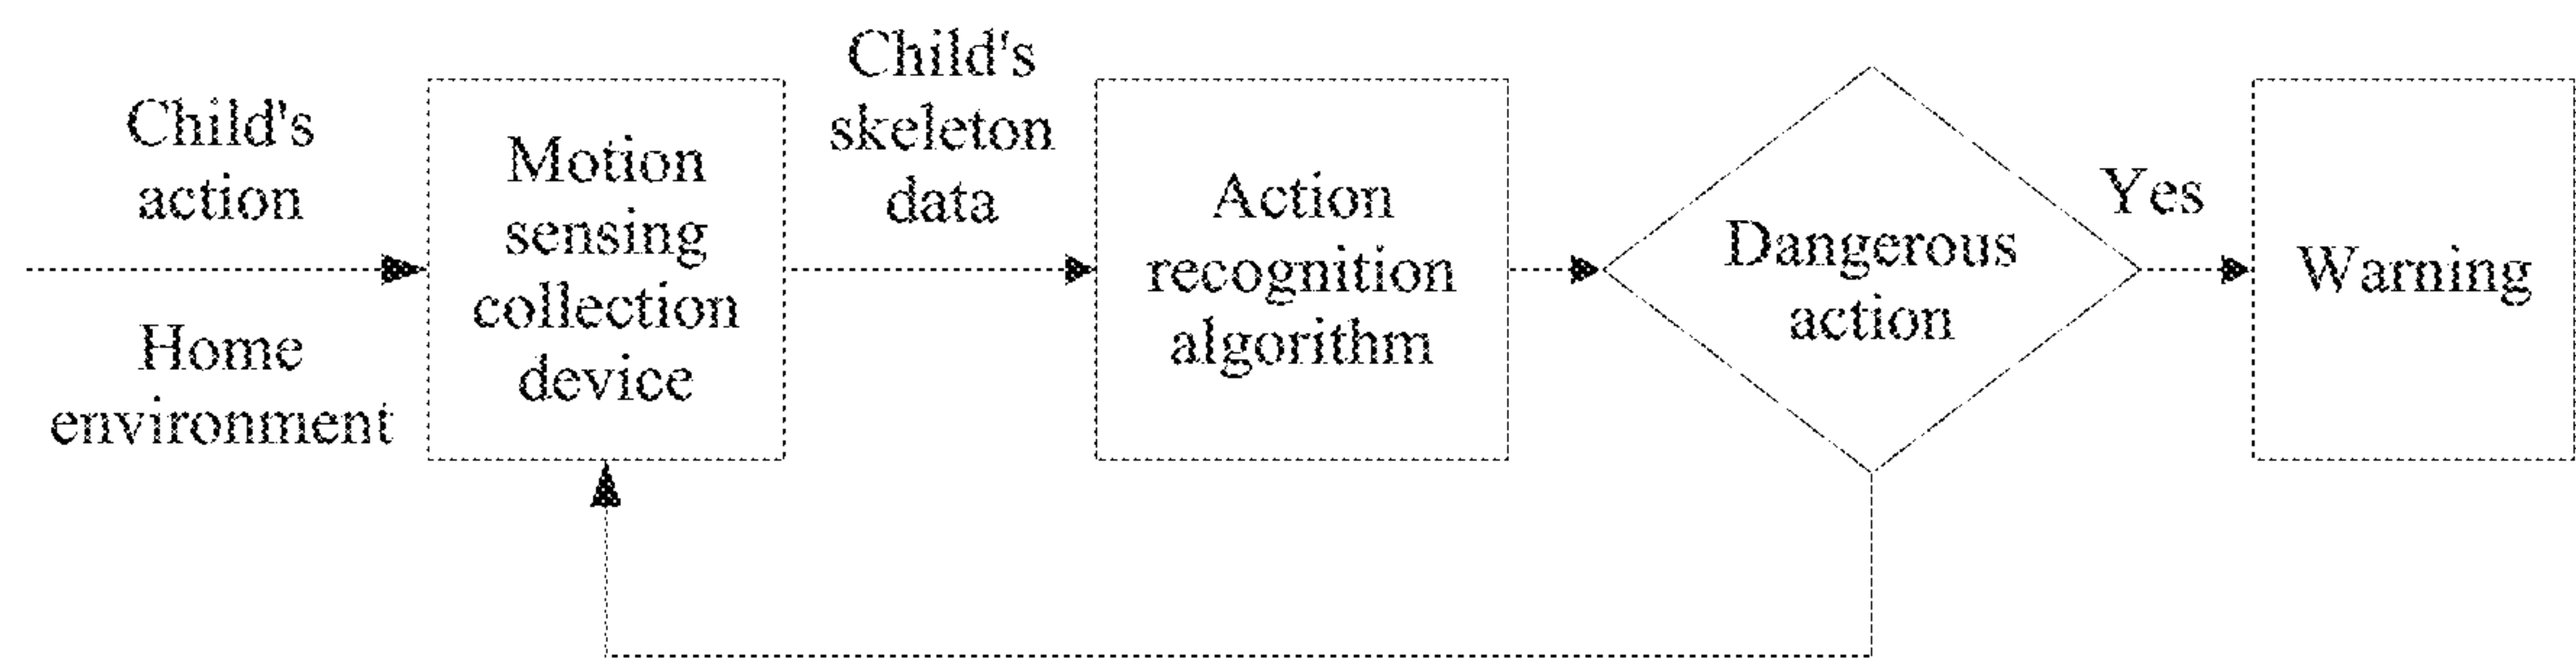 Child's
action
Home
environment
Motion
sensing
collection
device
Child's
skeleton
data
Action
recognition
algorithm
Dangerous
action
Yes
Warning